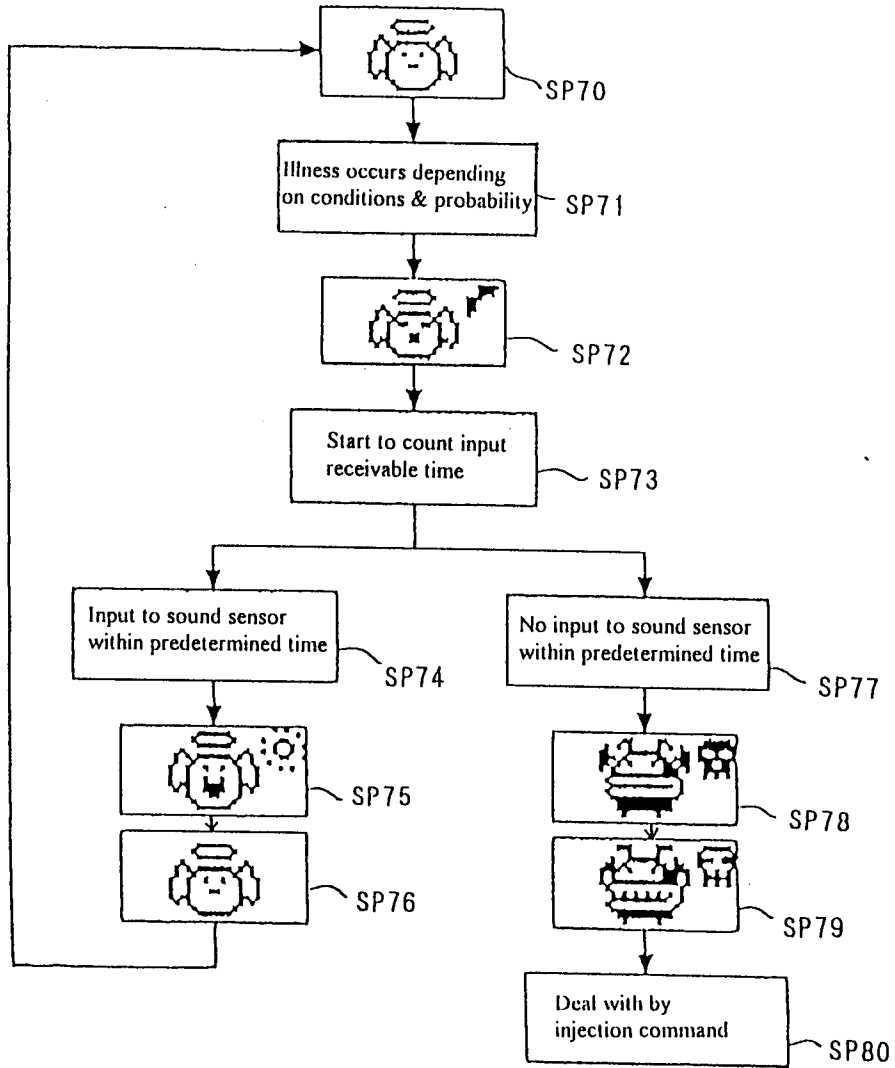 SP70
Illness occurs depending
on conditions & probability
SP71
SP72
Start to count input
receivable time
SP73
Input to sound sensor
within predetermined time
SP74
No input to sound sensor
within predetermined time
SP77
SP75
SP78
SP76
SP79
Deal with by
injection command
SP80